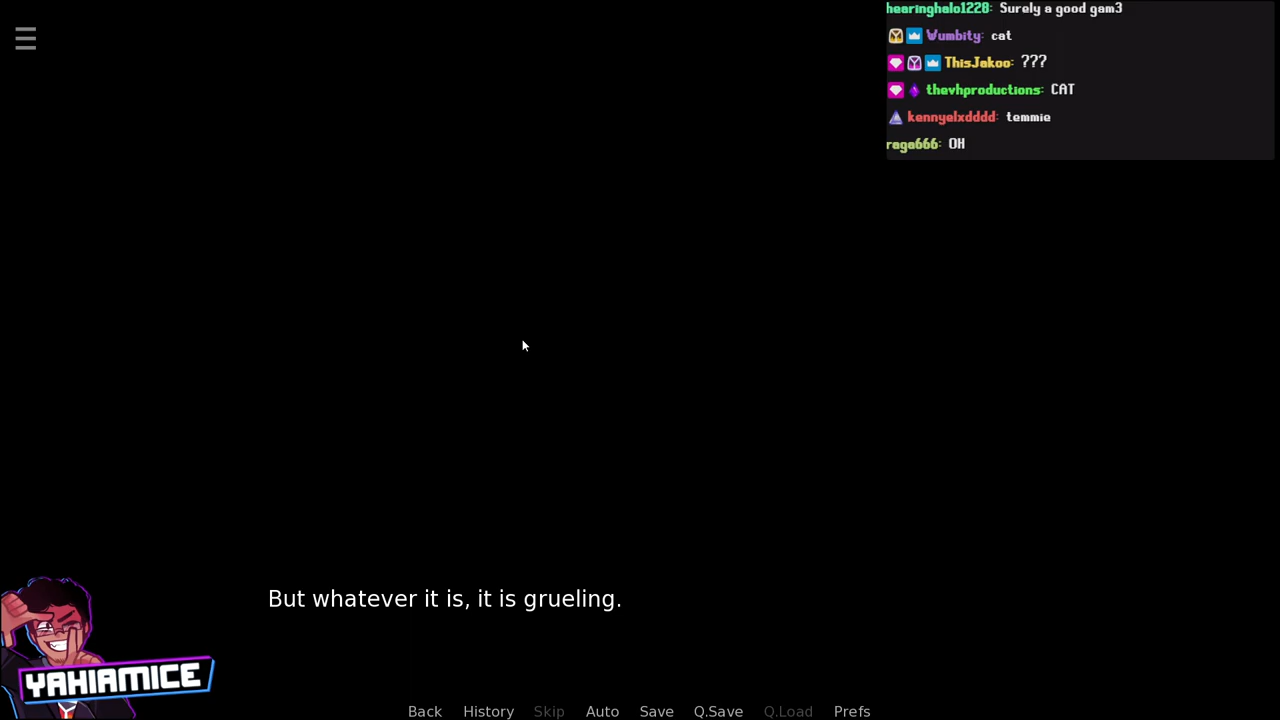 hearinghalo1228: Surely a good gam3
Wumbity: cat
ThisJakoo: ???
thevhproductions: CAT
kennyelxdddd: temmie
raga666: OH
But whatever it is, it is grueling.
YAHIAMICE
Back History Skip Auto Save Q.Save Q.Load Prefs